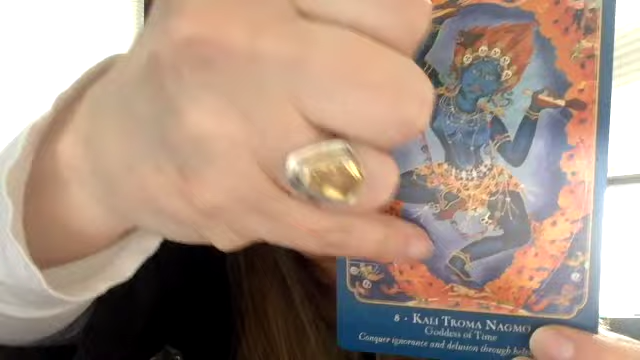 8 · Kali Troma Nagmo
Goddess of Time
Conquer ignorance and delusion through